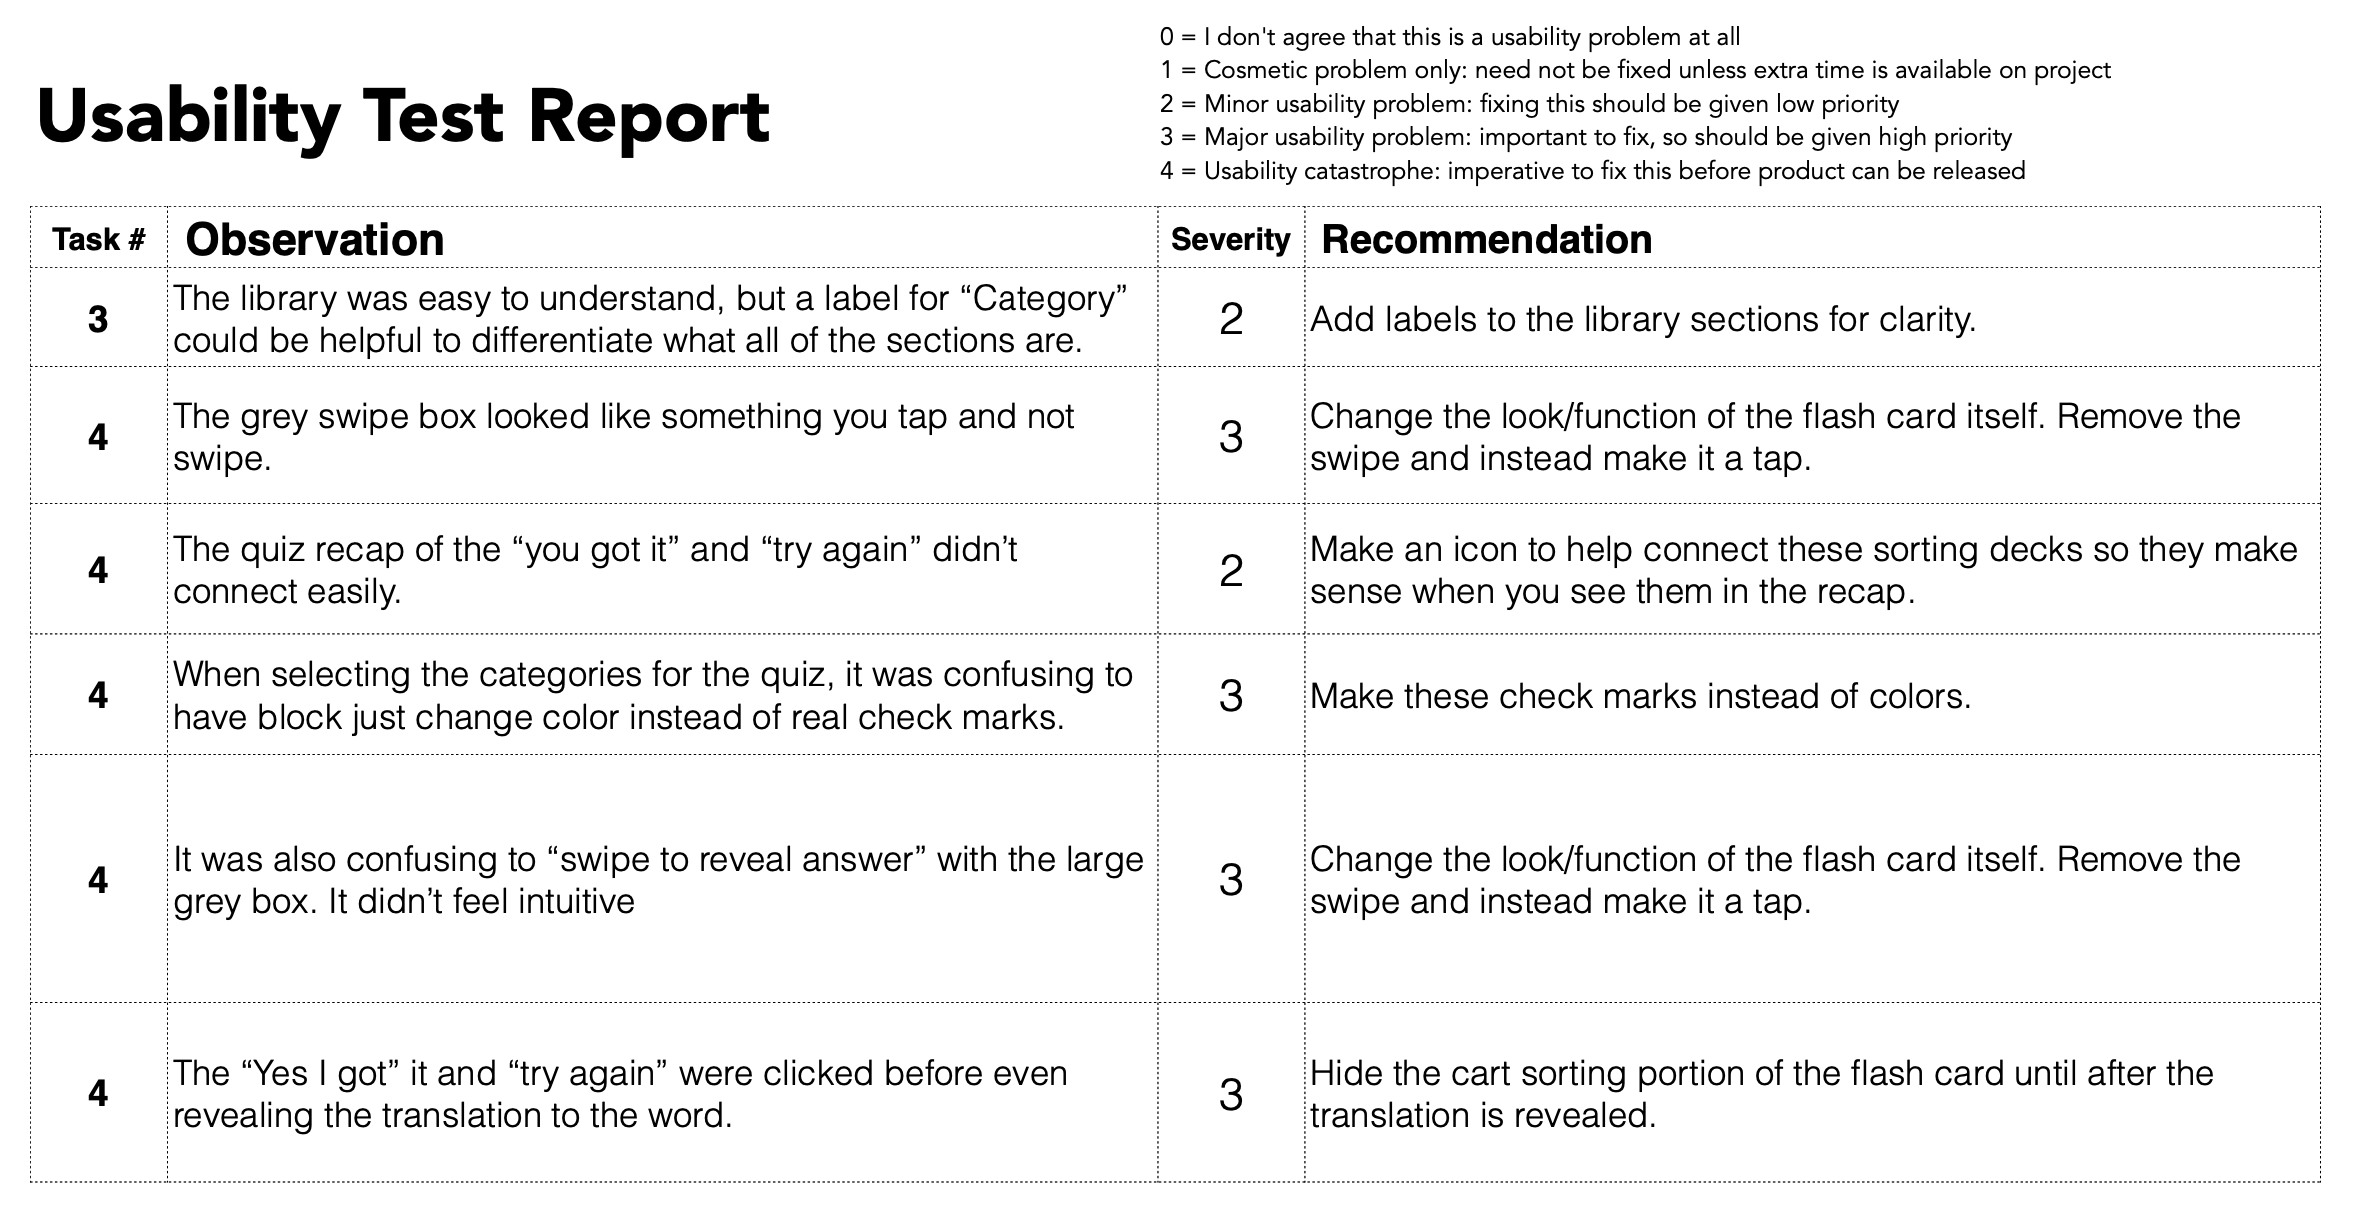 0 = I don't agree that this is a usability problem at all
1 = Cosmetic problem only: need not be fixed unless extra time is available on project
2 = Minor usability problem: fixing this should be given low priority
3 = Major usability problem: important to fix, so should be given high priority
4 = Usability catastrophe: imperative to fix this before product can be released
Usability Test Report
Task # Observation Severity Recommendation
3
The library was easy to understand, but a label for “Category”
could be helpful to differentiate what all of the sections are.
2
Add labels to the library sections for clarity.
4
The grey swipe box looked like something you tap and not
swipe.
3
Change the look/function of the flash card itself. Remove the
swipe and instead make it a tap.
4
The quiz recap of the “you got it” and “try again” didn’t
connect easily.
2
Make an icon to help connect these sorting decks so they make
sense when you see them in the recap.
4
When selecting the categories for the quiz, it was confusing to
have block just change color instead of real check marks.
3
Make these check marks instead of colors.
4
It was also confusing to “swipe to reveal answer” with the large
grey box. It didn’t feel intuitive
3
Change the look/function of the flash card itself. Remove the
swipe and instead make it a tap.
4
The “Yes I got” it and “try again” were clicked before even
revealing the translation to the word.
3
Hide the cart sorting portion of the flash card until after the
translation is revealed.